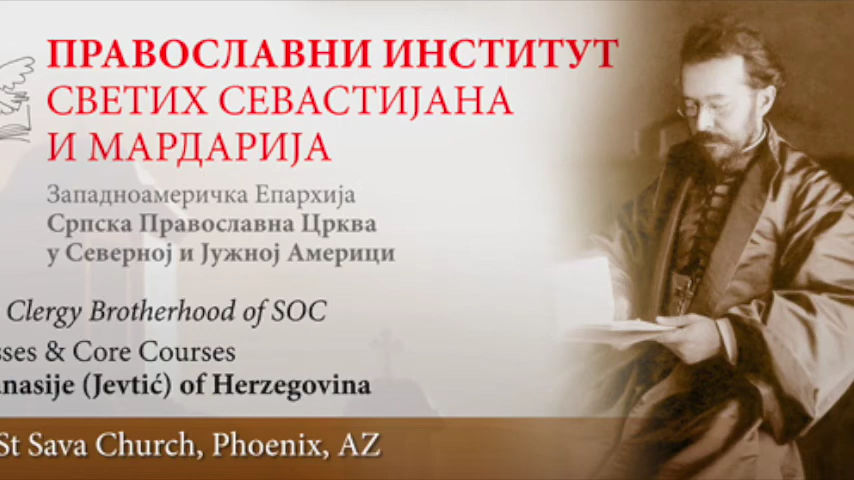 ПРАВОСЛАВНИ ИНСТИТУТ
СВЕТИХ СЕВАСТИЈАНА
И МАРДАРИЈА
Западноамеричка Епархија
Српска Православна Црква
у Северној и Јужној Америци
Clergy Brotherhood of SOC
sses & Core Courses
anasije (Jevtić) of Herzegovina
St Sava Church, Phoenix, AZ